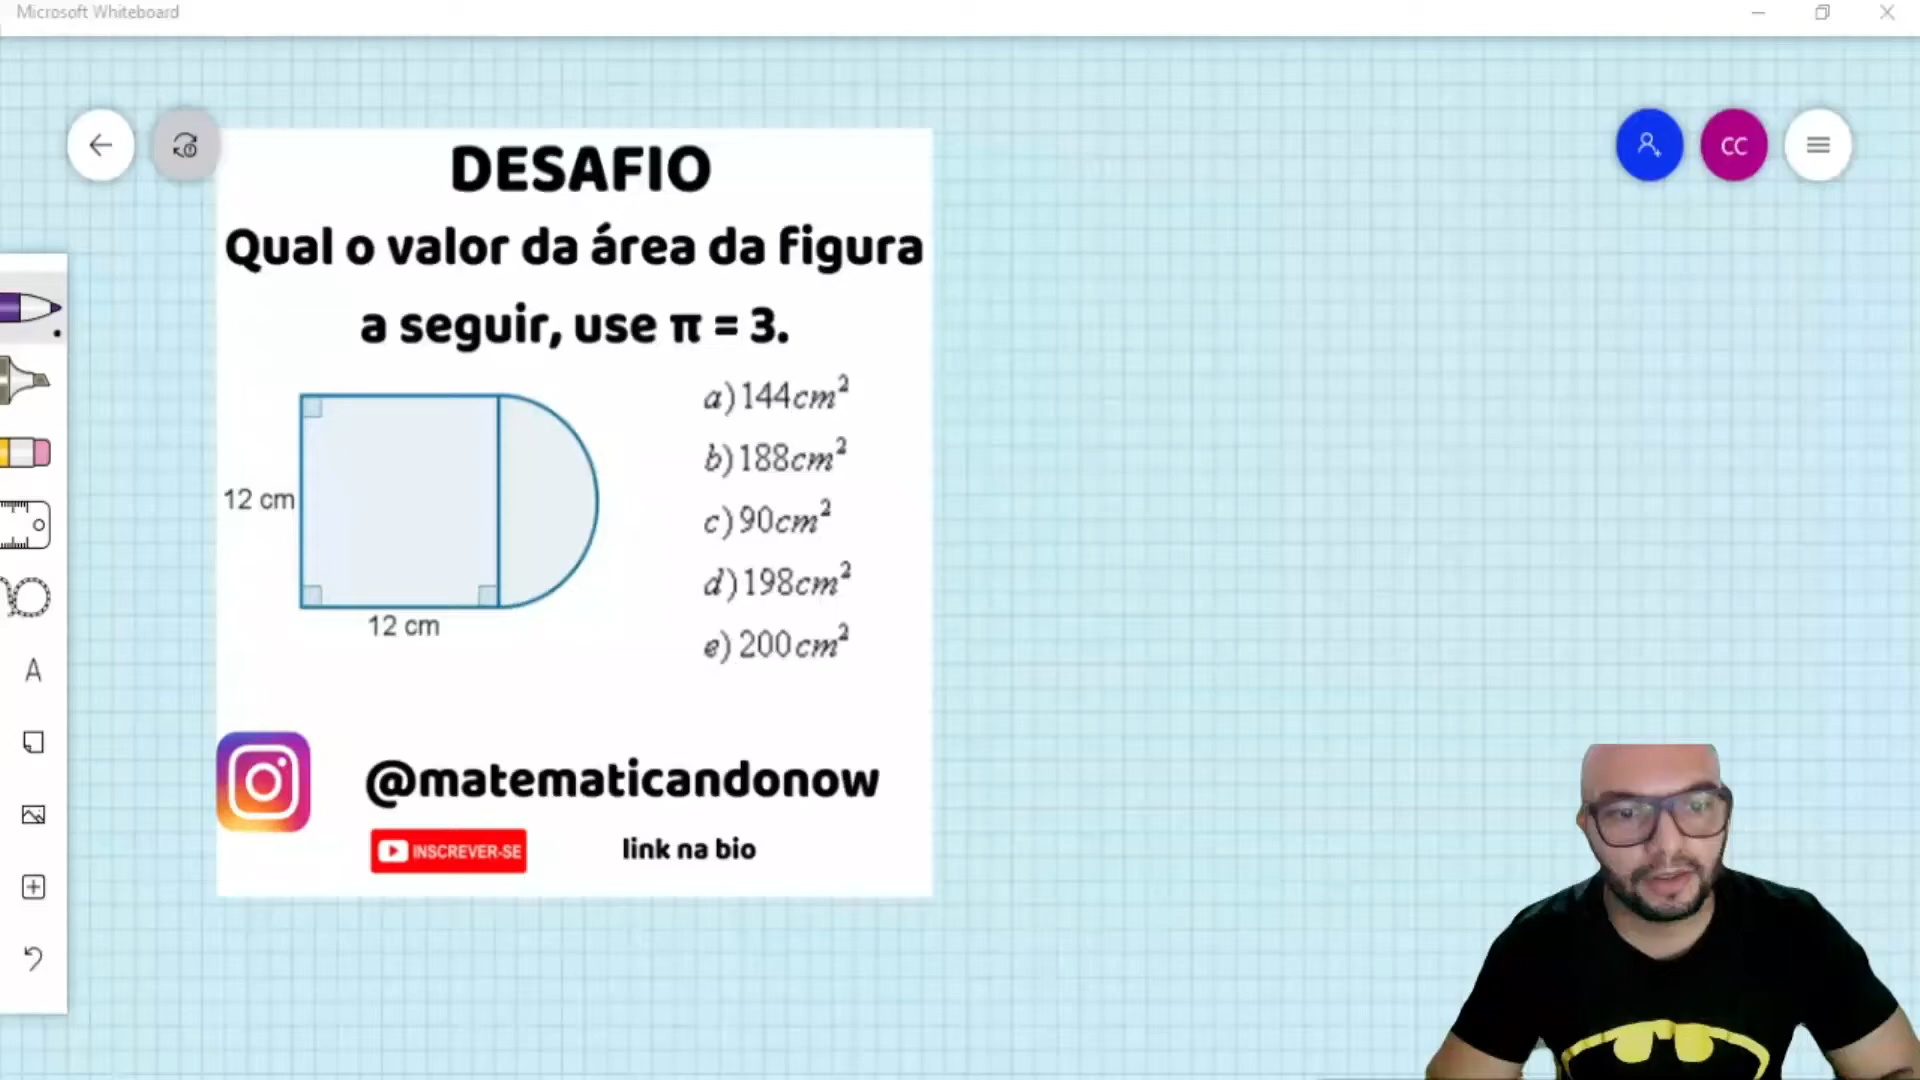 Microsoft Whiteboard
CC
DESAFIO
Qual o valor da área da figura
a seguir, use π = 3.
12 cm
12 cm
a) 144cm²
b) 188cm²
c) 90cm²
d) 198cm²
e) 200cm²
A
@matematicandonow
INSCREVER-SE
link na bio